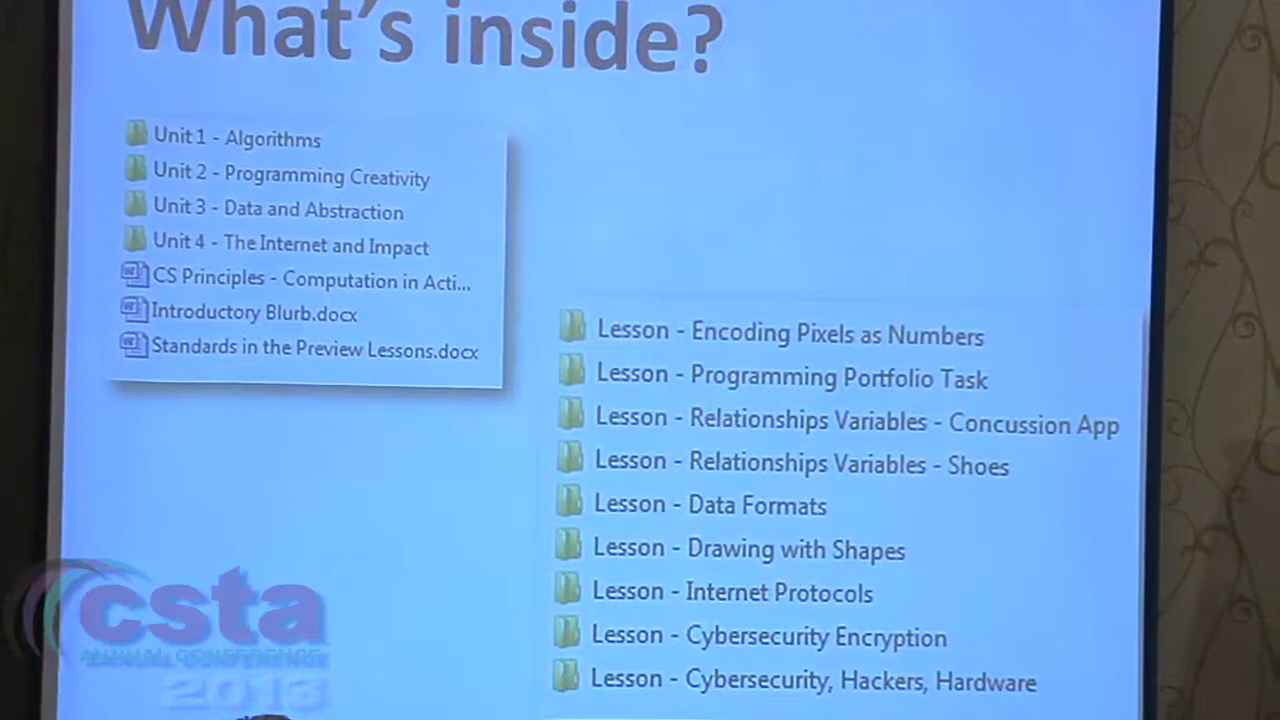 What's inside?
Unit 1 - Algorithms
Unit 2 - Programming Creativity
Unit 3 - Data and Abstraction
Unit 4 - The Internet and Impact
CS Principles - Computation in Acti...
Introductory Blurb.docx
Standards in the Preview Lessons.docx
Lesson - Encoding Pixels as Numbers
Lesson - Programming Portfolio Task
Lesson - Relationships Variables - Concussion App
Lesson - Relationships Variables - Shoes
Lesson - Data Formats
Lesson - Drawing with Shapes
Lesson - Internet Protocols
Lesson - Cybersecurity Encryption
Lesson - Cybersecurity, Hackers, Hardware
csta
ANNUAL CONFERENCE
2013